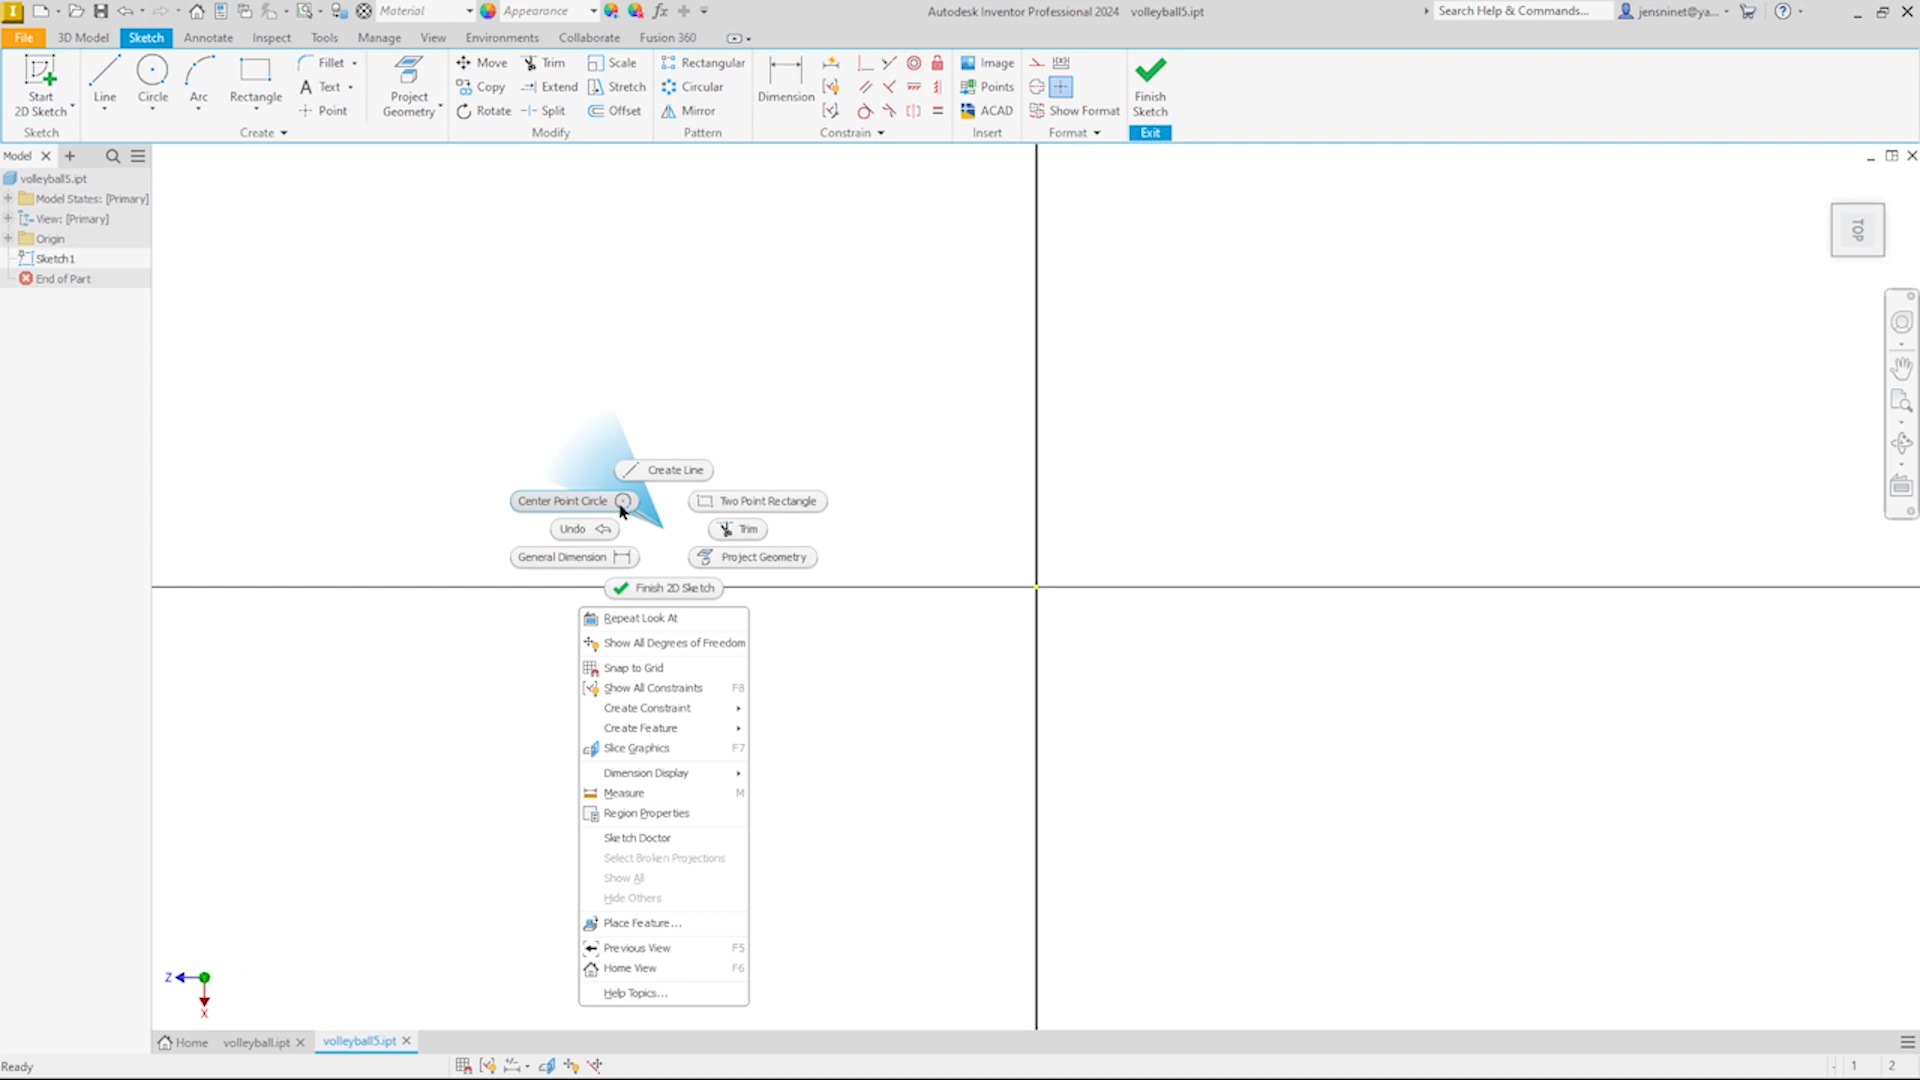 Material
Appearance
fx
Autodesk Inventor Professional 2024 volleyball5.ipt
Search Help & Commands...
jensninet@ya...
File 3D Model Sketch Annotate Inspect Tools Manage View Environments Collaborate Fusion 360
Start 2D Sketch
Line
Circle
Arc
Rectangle
Fillet
Text
Point
Project Geometry
Move
Copy
Rotate
Trim
Extend
Split
Scale
Stretch
Offset
Rectangular
Circular
Mirror
Dimension
Image
Points
ACAD
Show Format
Finish Sketch
Sketch Create Modify Pattern Constrain Insert Format Exit
Model
volleyball5.ipt
Model States: [Primary]
View: [Primary]
Origin
Sketch1
End of Part
TOP
Create Line
Center Point Circle
Two Point Rectangle
Undo
Trim
General Dimension
Project Geometry
Finish 2D Sketch
Repeat Look At
Show All Degrees of Freedom
Snap to Grid
Show All Constraints F8
Create Constraint
Create Feature
Slice Graphics F7
Dimension Display
Measure M
Region Properties
Sketch Doctor
Select Broken Projections
Show All
Hide Others
Place Feature...
Previous View F5
Home View F6
Help Topics...
Z
X
Home volleyball.ipt volleyball5.ipt
Ready
1 2